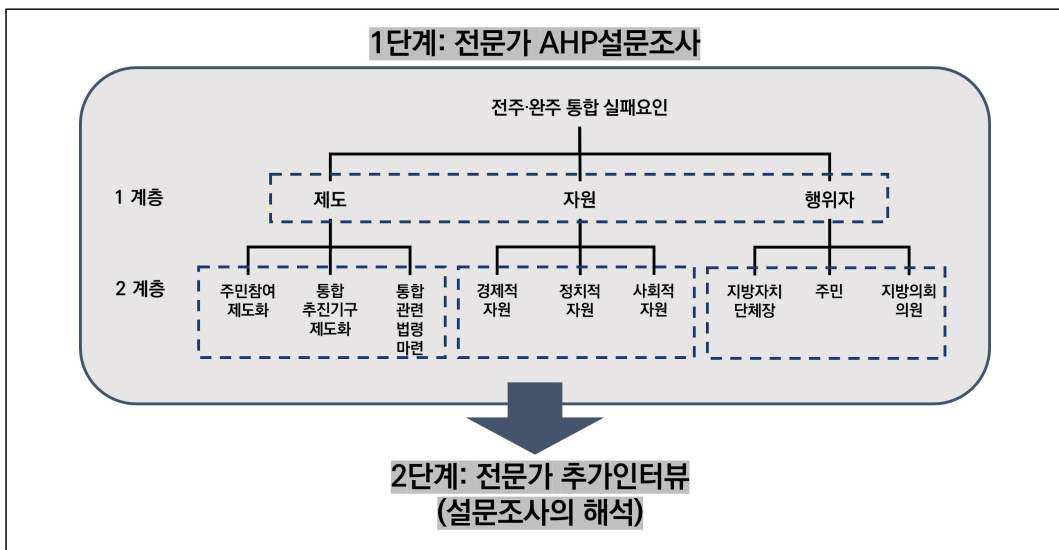 1단계: 전문가 AHP설문조사
전주·완주 통합 실패요인
1 계층
제도
자원
행위자
2 계층
주민참여
제도화
통합
추진기구
제도화
통합
관련
법령
마련
경제적
자원
정치적
자원
사회적
자원
지방자치
단체장
주민
지방의회
의원
2단계: 전문가 추가인터뷰
(설문조사의 해석)